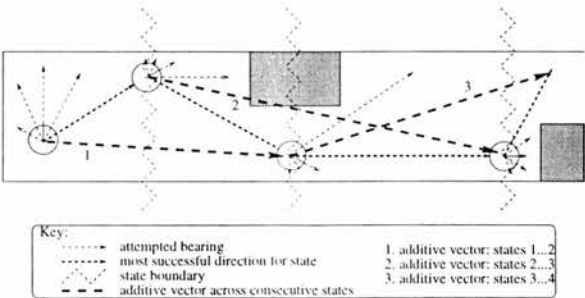 1
2
3
Key:
attempted bearing
most successful direction for state
state boundary
additive vector across consecutive states
1. additive vector: states 1...2
2. additive vector: states 2...3
3. additive vector: states 3...4